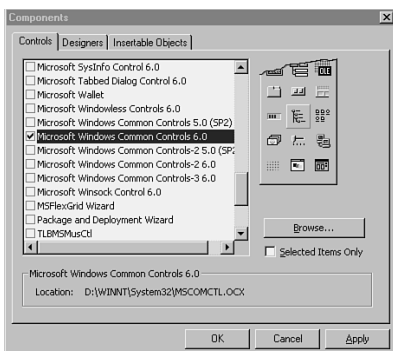 Components
Controls
Designers
Insertable Objects
Microsoft SysInfo Control 6.0
Microsoft Tabbed Dialog Control 6.0
Microsoft Wallet
Microsoft Windowless Controls 6.0
Microsoft Windows Common Controls 5.0 (SP2)
Microsoft Windows Common Controls 6.0
Microsoft Windows Common Controls-2 5.0 (SP2
Microsoft Windows Common Controls-2 6.0
Microsoft Windows Common Controls-3 6.0
Microsoft Winsock Control 6.0
MSFlexGrid Wizard
Package and Deployment Wizard
TLBMSMusCtl
OLE
Browse...
Selected Items Only
Microsoft Windows Common Controls 6.0
Location: D:\WINNT\System32\MSCOMCTL.OCX
OK
Cancel
Apply